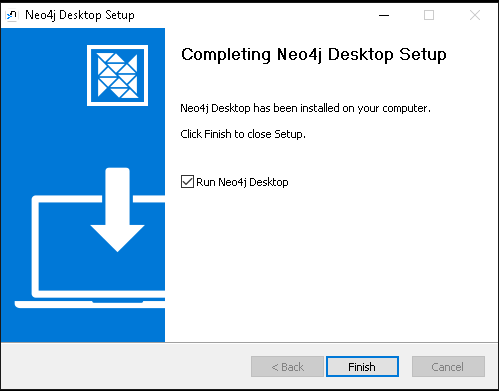 Neo4j Desktop Setup
Completing Neo4j Desktop Setup
Neo4j Desktop has been installed on your computer.
Click Finish to close Setup.
Run Neo4j Desktop
< Back
Finish
Cancel